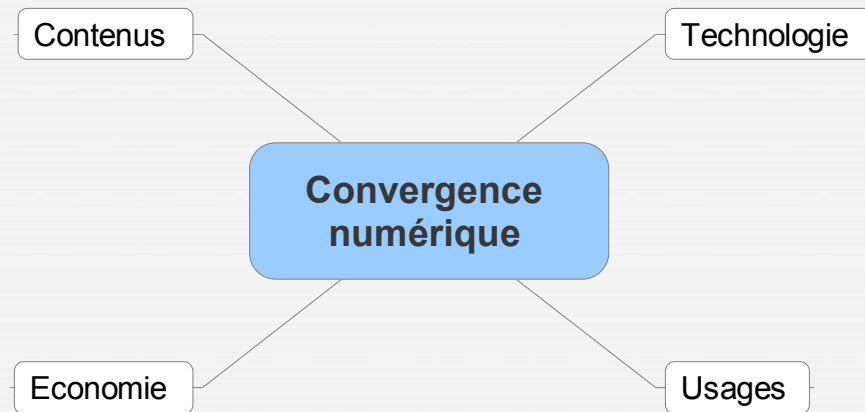 Contenus
Technologie
Convergence
numérique
Economie
Usages